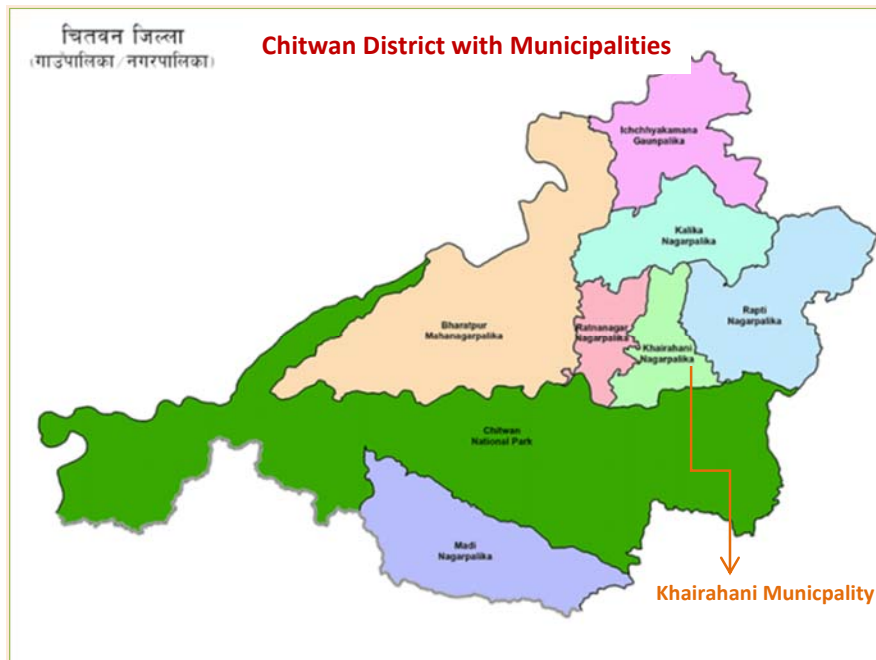 चितवन जिल्ला
(गाउँपालिका/नगरपालिका)
Chitwan District with Municipalities
Ichchhyakamana
Gaunpalika
Kalika
Nagarpalika
Rapti
Nagarpalika
Bharatpur
Mahanagarpalika
Ratnanagar
Nagarpalika
Khairahani
Nagarpalika
Chitwan
National Park
Madi
Nagarpalika
Khairahani Municpality